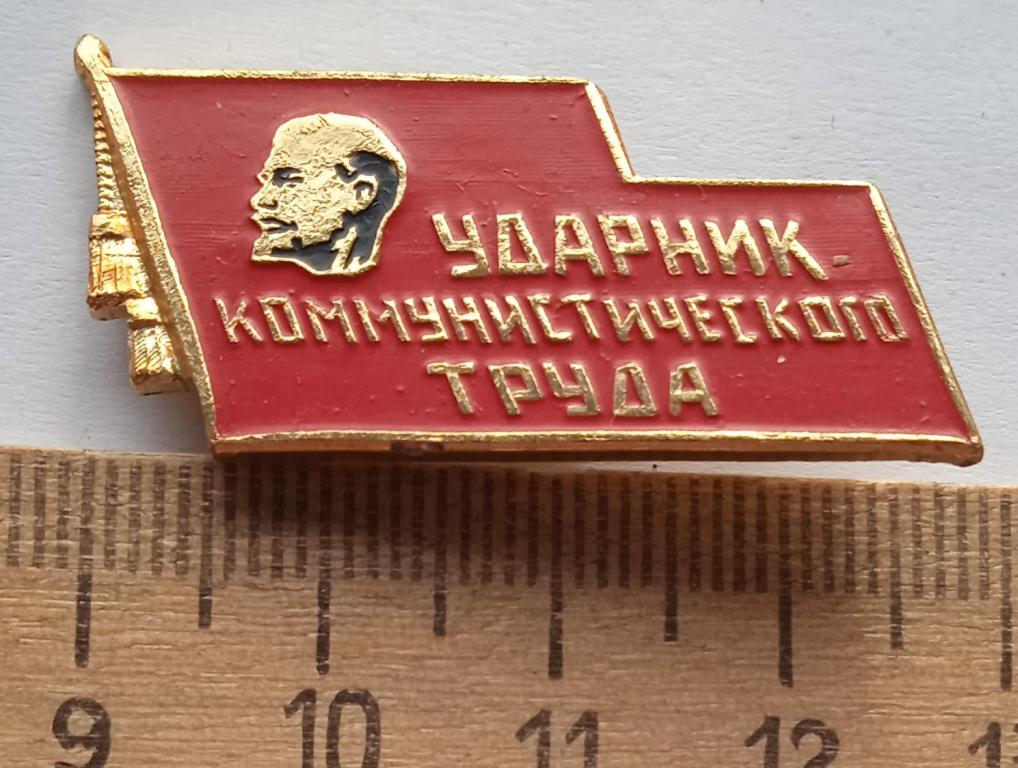 УДАРНИК
КОММУНИСТИЧЕСКОГО
ТРУДА
9 10 11 12